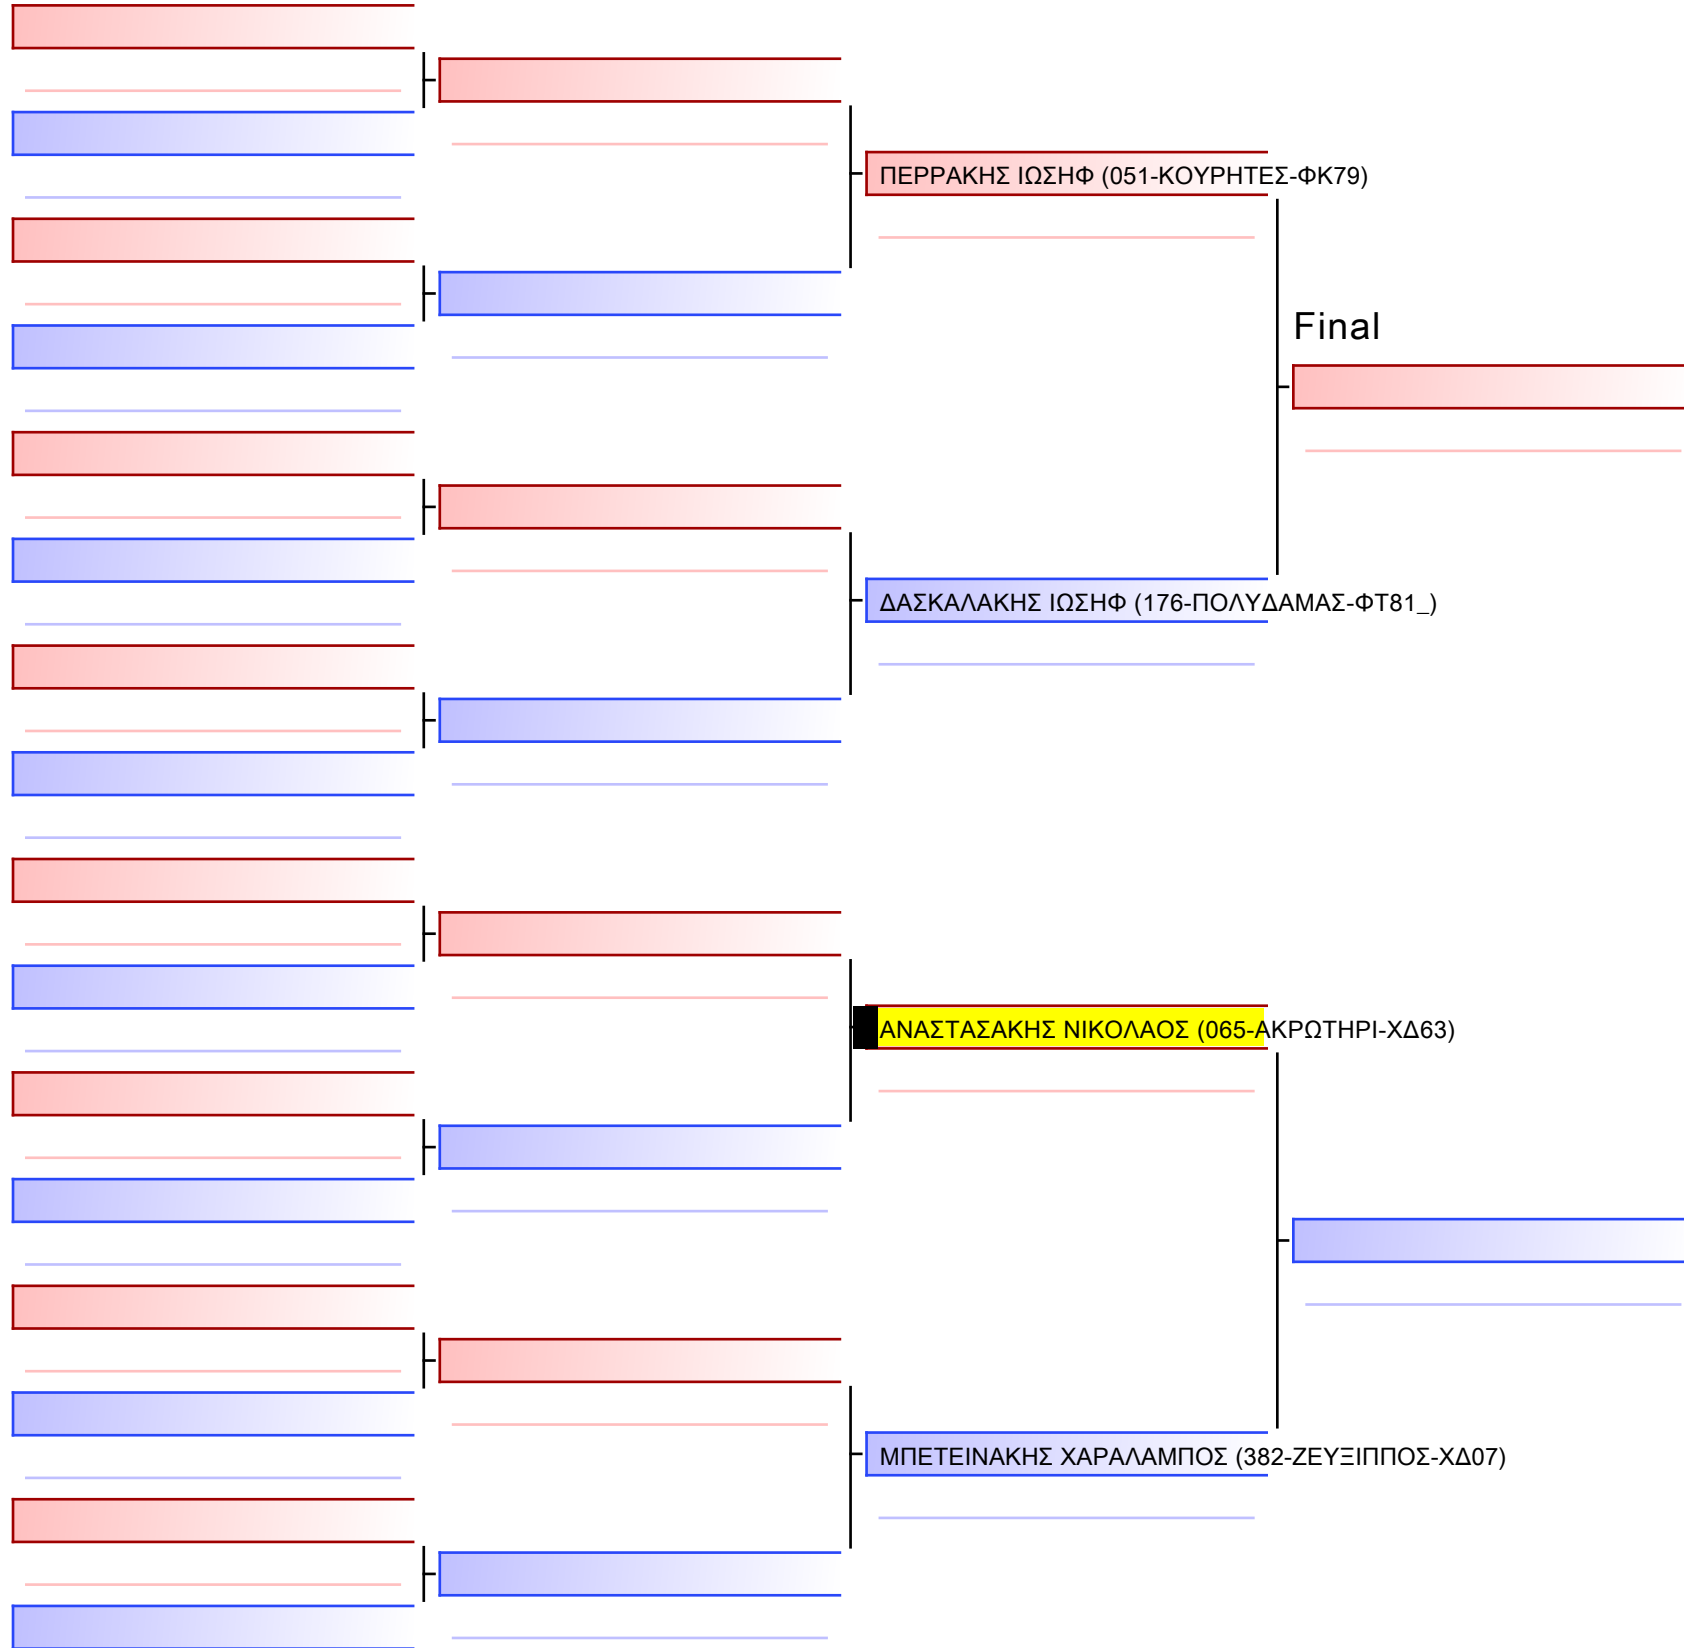 ΠΕΡΡΑΚΗΣ ΙΩΣΗΦ (051-ΚΟΥΡΗΤΕΣ-ΦΚ79)
Final
ΔΑΣΚΑΛΑΚΗΣ ΙΩΣΗΦ (176-ΠΟΛΥΔΑΜΑΣ-ΦΤ81_)
ΑΝΑΣΤΑΣΑΚΗΣ ΝΙΚΟΛΑΟΣ (065-ΑΚΡΩΤΗΡΙ-ΧΔ63)
ΜΠΕΤΕΙΝΑΚΗΣ ΧΑΡΑΛΑΜΠΟΣ (382-ΖΕΥΞΙΠΠΟΣ-ΧΔ07)